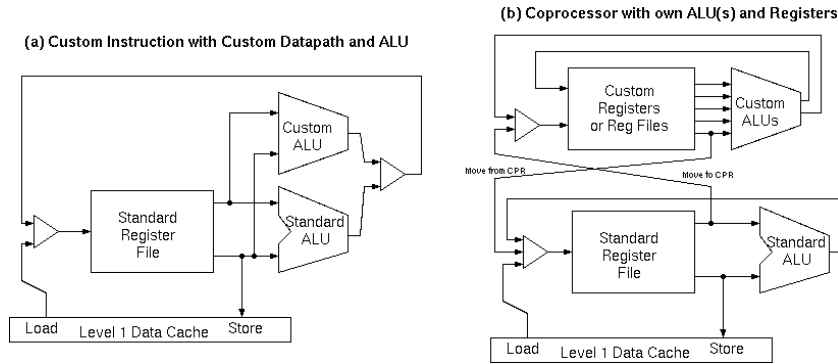 (a) Custom Instruction with Custom Datapath and ALU
Custom
ALU
Standard
Register
File
Standard
ALU
Load
Level 1 Data Cache
Store
(b) Coprocessor with own ALU(s) and Registers
Custom
Registers
or Reg Files
Custom
ALUs
Move from CPR
Move to CPR
Standard
Register
File
Standard
ALU
Load
Level 1 Data Cache
Store